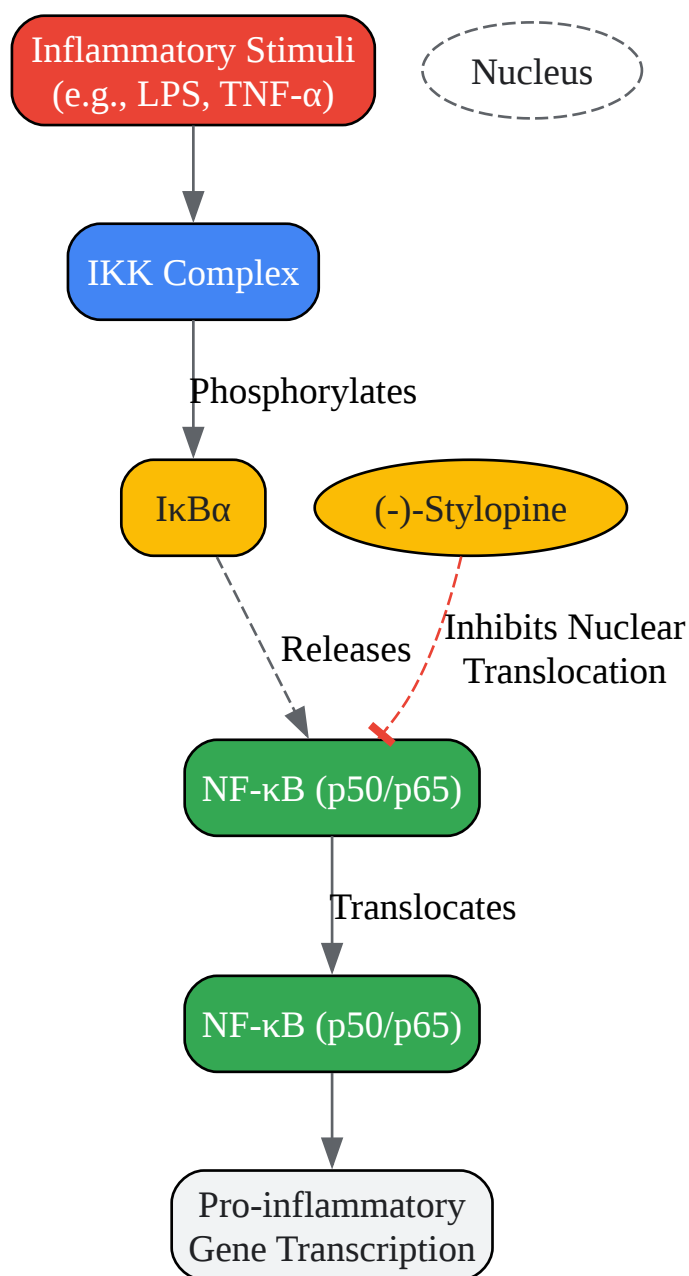 Inflammatory Stimuli
(e.g., LPS, TNF-α)
Nucleus
IKK Complex
Phosphorylates
IκBα
(-)-Stylopine
Releases
Inhibits Nuclear
Translocation
NF-κB (p50/p65)
Translocates
NF-κB (p50/p65)
Pro-inflammatory
Gene Transcription